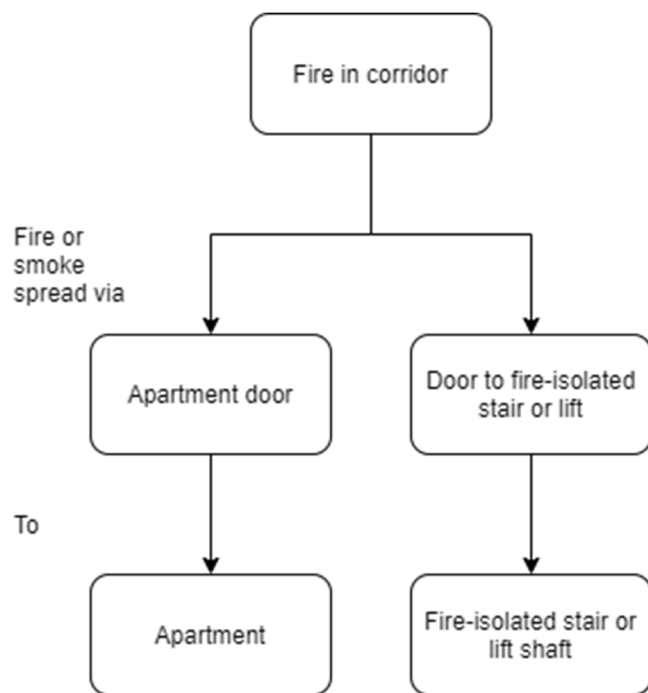 Fire in corridor
Fire or
smoke
spread via
Apartment door
Door to fire-isolated
stair or lift
To
Apartment
Fire-isolated stair or
lift shaft